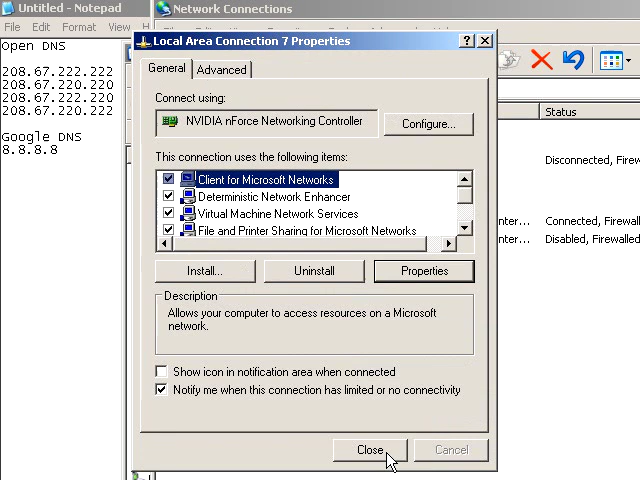 Untitled - Notepad
File Edit Format View H
Open DNS
208.67.222.222
208.67.220.220
208.67.222.220
208.67.220.222
Google DNS
8.8.8.8
Network Connections
Local Area Connection 7 Properties
General
Advanced
Connect using:
NVIDIA nForce Networking Controller
Configure...
This connection uses the following items:
Client for Microsoft Networks
Deterministic Network Enhancer
Virtual Machine Network Services
File and Printer Sharing for Microsoft Networks
Install...
Uninstall
Properties
Description
Allows your computer to access resources on a Microsoft
network.
Show icon in notification area when connected
Notify me when this connection has limited or no connectivity
Close
Cancel
Status
Disconnected, Firew
nter... Connected, Firewalled
nter... Disabled, Firewalled